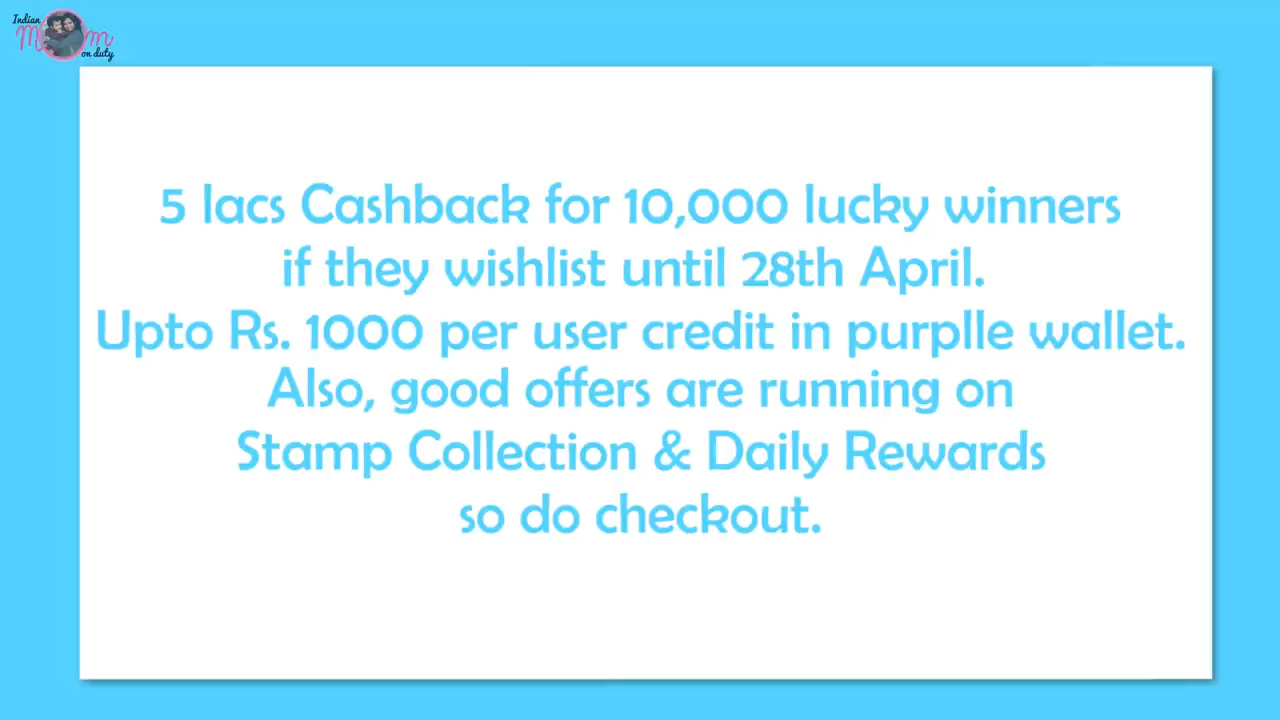 Indian
Mom
on duty
5 lacs Cashback for 10,000 lucky winners
if they wishlist until 28th April.
Upto Rs. 1000 per user credit in purplle wallet.
Also, good offers are running on
Stamp Collection & Daily Rewards
so do checkout.